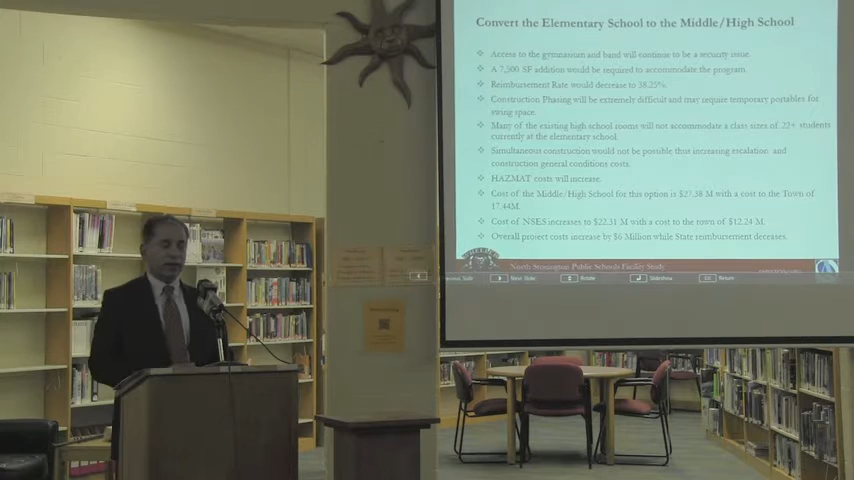 Convert the Elementary School to the Middle/High School
Access to the gymnasium and band will continue to be a security issue.
A 7,500 SF addition would be required to accommodate the program.
Reimbursement Rate would decrease to 38.25%.
Construction Phasing will be extremely difficult and may require temporary portables for
swing space.
Many of the existing high school rooms will not accommodate a class sizes of 22+ students
currently at the elementary school.
Simultaneous construction would not be possible thus increasing escalation and
construction general conditions costs.
HAZMAT costs will increase.
Cost of the Middle/High School for this option is $27.38 M with a cost to the Town of
17.44M.
Cost of NSES increases to $22.31 M with a cost to the town of $12.24 M.
Overall project costs increase by $6 Million while State reimbursement decreases.
North Stonington Public Schools Facility Study
Slide
Next Slide
Rotate
Slideshow
Return